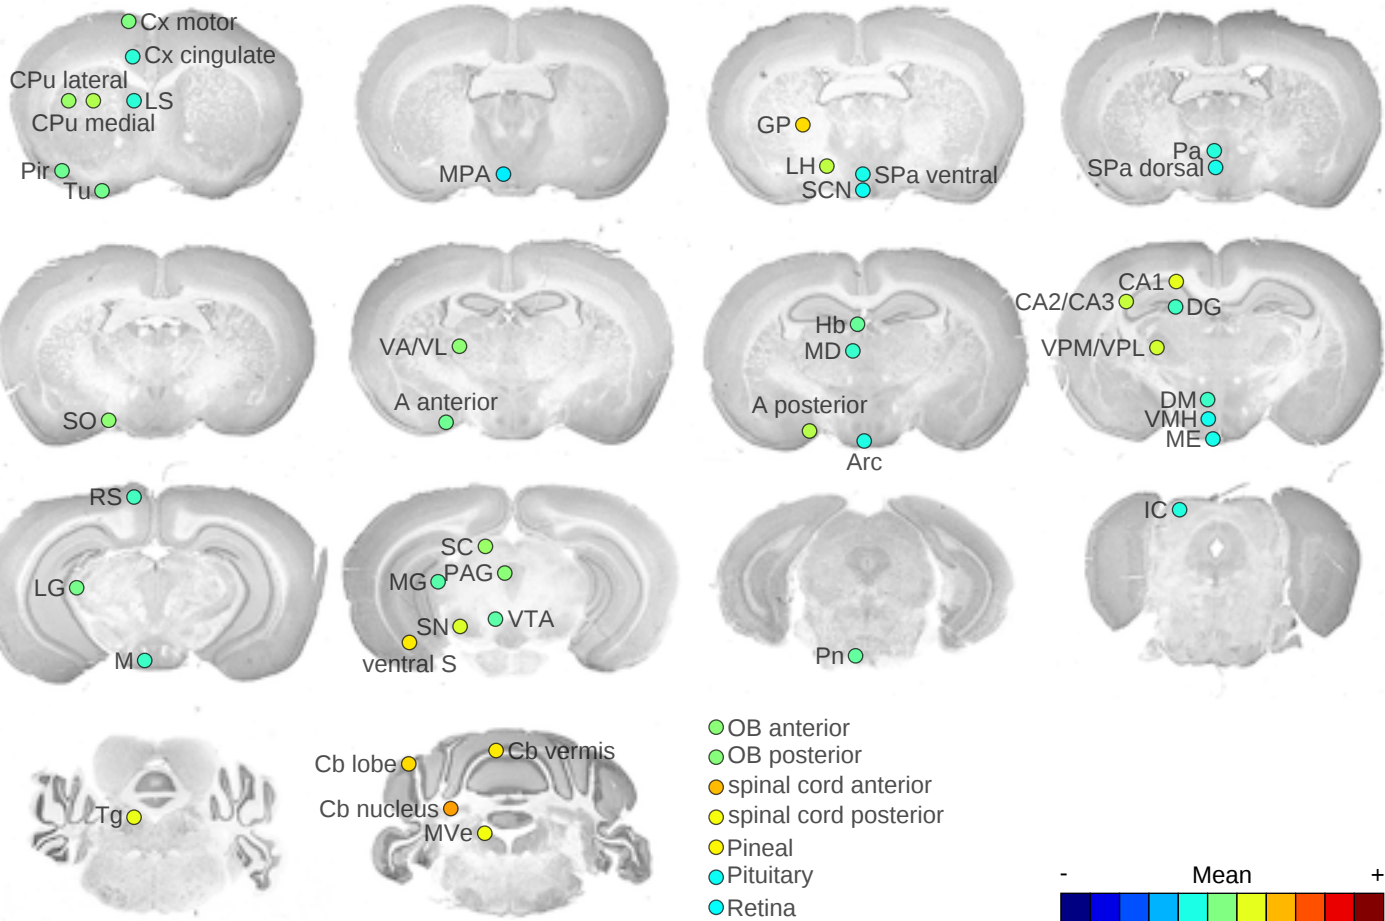 Cx motor
Cx cingulate
CPu lateral
LS
CPu medial
Pir
Tu
MPA
GP
LH
SPa ventral
SCN
Pa
SPa dorsal
SO
VA/VL
A anterior
Hb
MD
A posterior
Arc
CA1
CA2/CA3
DG
VPM/VPL
DM
VMH
ME
RS
LG
M
SC
PAG
MG
VTA
SN
ventral S
Pn
IC
Tg
Cb vermis
Cb lobe
Cb nucleus
MVe
OB anterior
OB posterior
spinal cord anterior
spinal cord posterior
Pineal
Pituitary
Retina
- Mean +